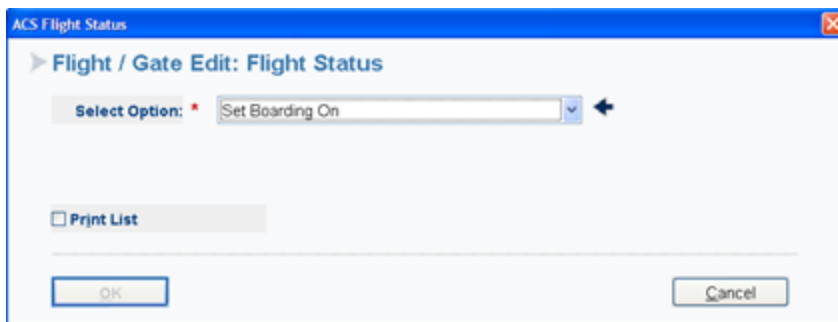 ACS Flight Status
Flight / Gate Edit: Flight Status
Select Option: * Set Boarding On
Print List
OK Cancel